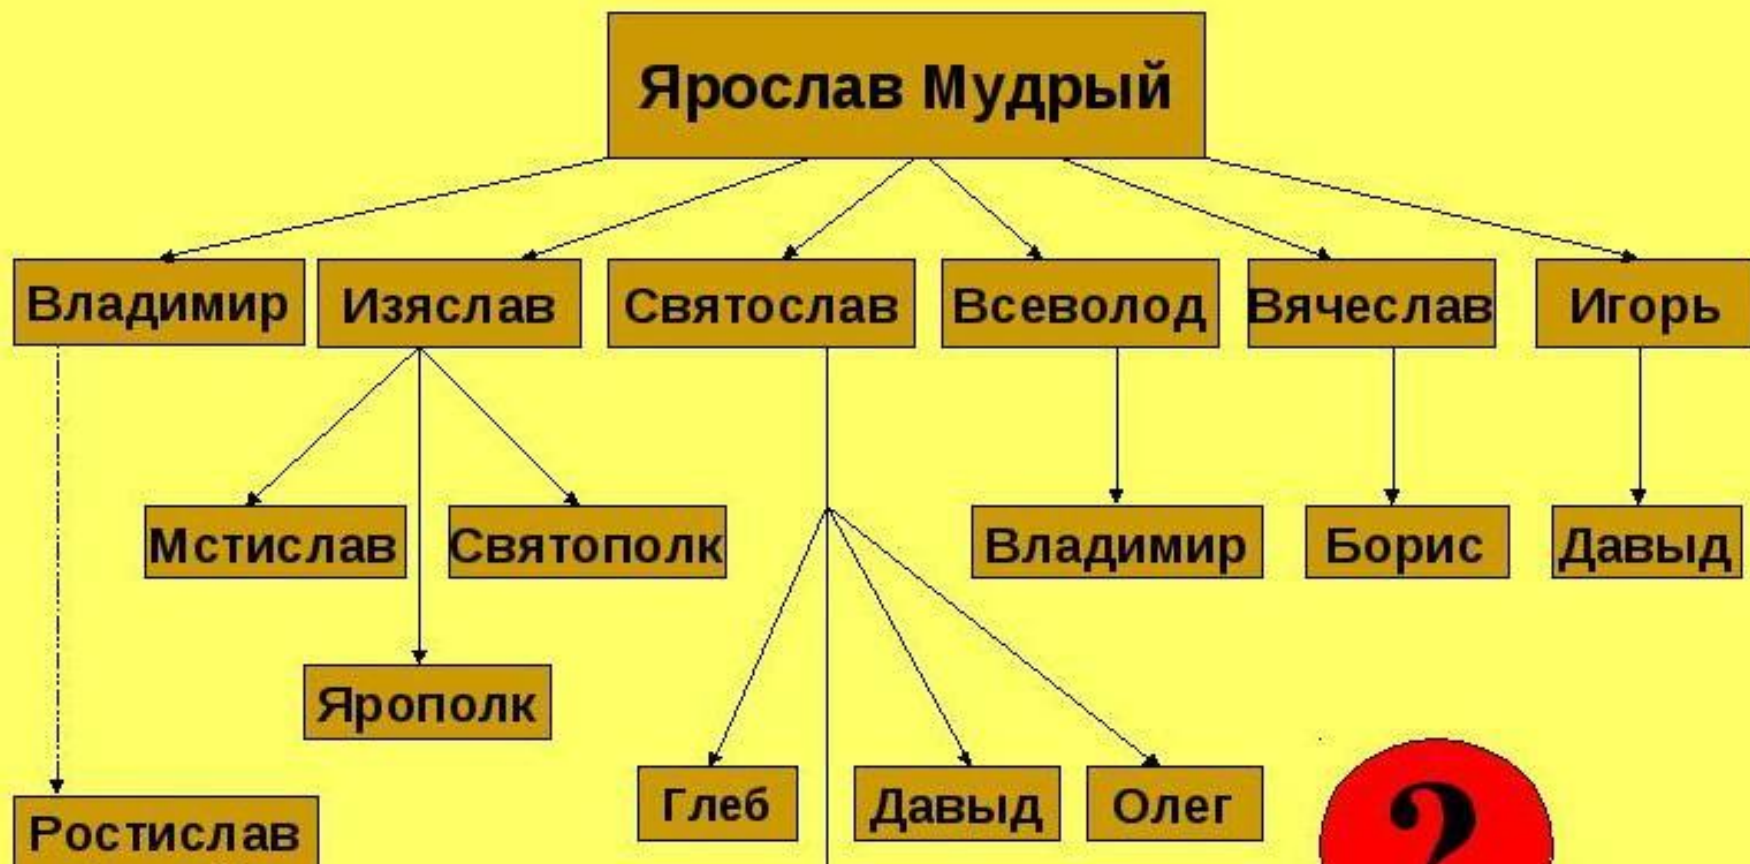 Ярослав Мудрый
Владимир
Изяслав
Святослав
Всеволод
Вячеслав
Игорь
Мстислав
Святополк
Владимир
Борис
Давыд
Ярополк
Глеб
Давыд
Олег
Ростислав
?